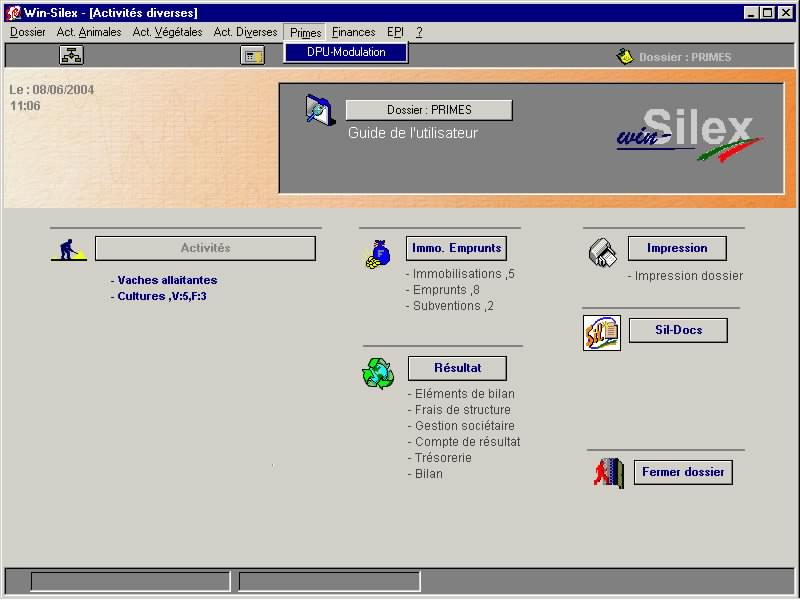 Win-Silex - [Activités diverses]
Dossier Act. Animales Act. Végétales Act. Diverses Primes Finances EPI ?
DPU-Modulation
Dossier : PRIMES
Le : 08/06/2004
11:06
Dossier : PRIMES
Guide de l'utilisateur
win-Silex
Activités
- Vaches allaitantes
- Cultures ,V:5,F:3
Immo. Emprunts
- Immobilisations ,5
- Emprunts ,8
- Subventions ,2
Résultat
- Eléments de bilan
- Frais de structure
- Gestion sociétaire
- Compte de résultat
- Trésorerie
- Bilan
Impression
- Impression dossier
Sil
Sil-Docs
Fermer dossier